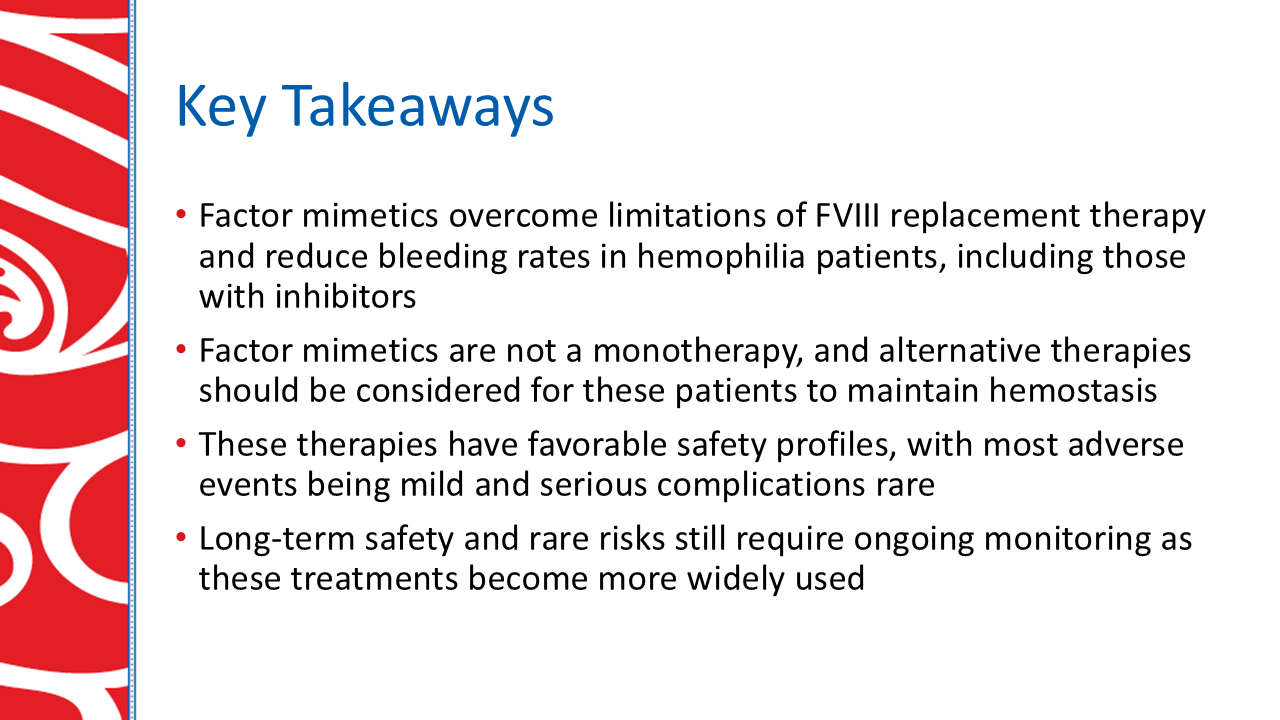 Key Takeaways
• Factor mimetics overcome limitations of FVIII replacement therapy
and reduce bleeding rates in hemophilia patients, including those
with inhibitors
• Factor mimetics are not a monotherapy, and alternative therapies
should be considered for these patients to maintain hemostasis
• These therapies have favorable safety profiles, with most adverse
events being mild and serious complications rare
• Long-term safety and rare risks still require ongoing monitoring as
these treatments become more widely used